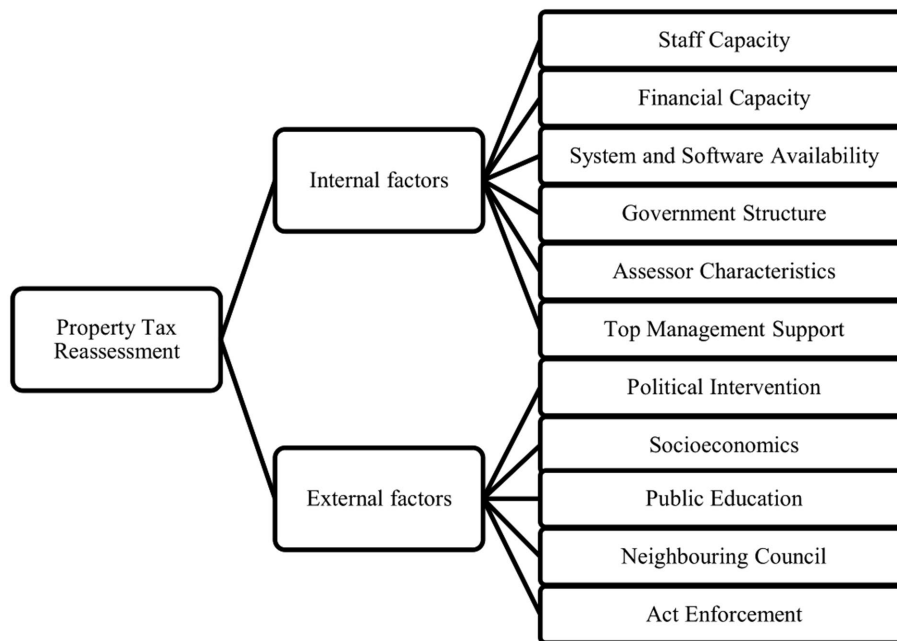 Property Tax
Reassessment
Internal factors
External factors
Staff Capacity
Financial Capacity
System and Software Availability
Government Structure
Assessor Characteristics
Top Management Support
Political Intervention
Socioeconomics
Public Education
Neighbouring Council
Act Enforcement